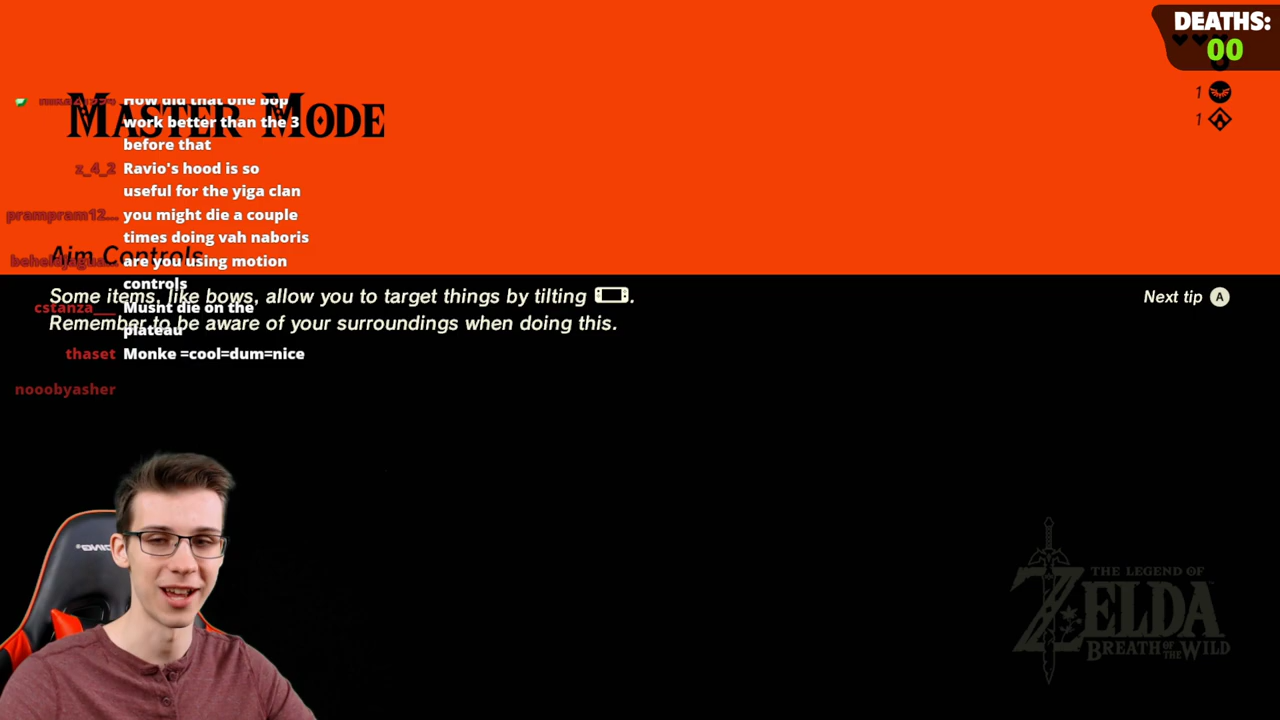 DEATHS:
00
1
1
MASTER MODE
How did that one bop
work better than the 3
before that
z_4_2 Ravio's hood is so
useful for the yiga clan
prampram12... you might die a couple
times doing vah naboris
Aim Controls
are you using motion
controls
Some items, like bows, allow you to target things by tilting.
Next tip A
cstanza___ Musht die on the
plateau
Remember to be aware of your surroundings when doing this.
thaset Monke =cool=dum=nice
nooobyasher
THE LEGEND OF
ZELDA
BREATH OF THE WILD